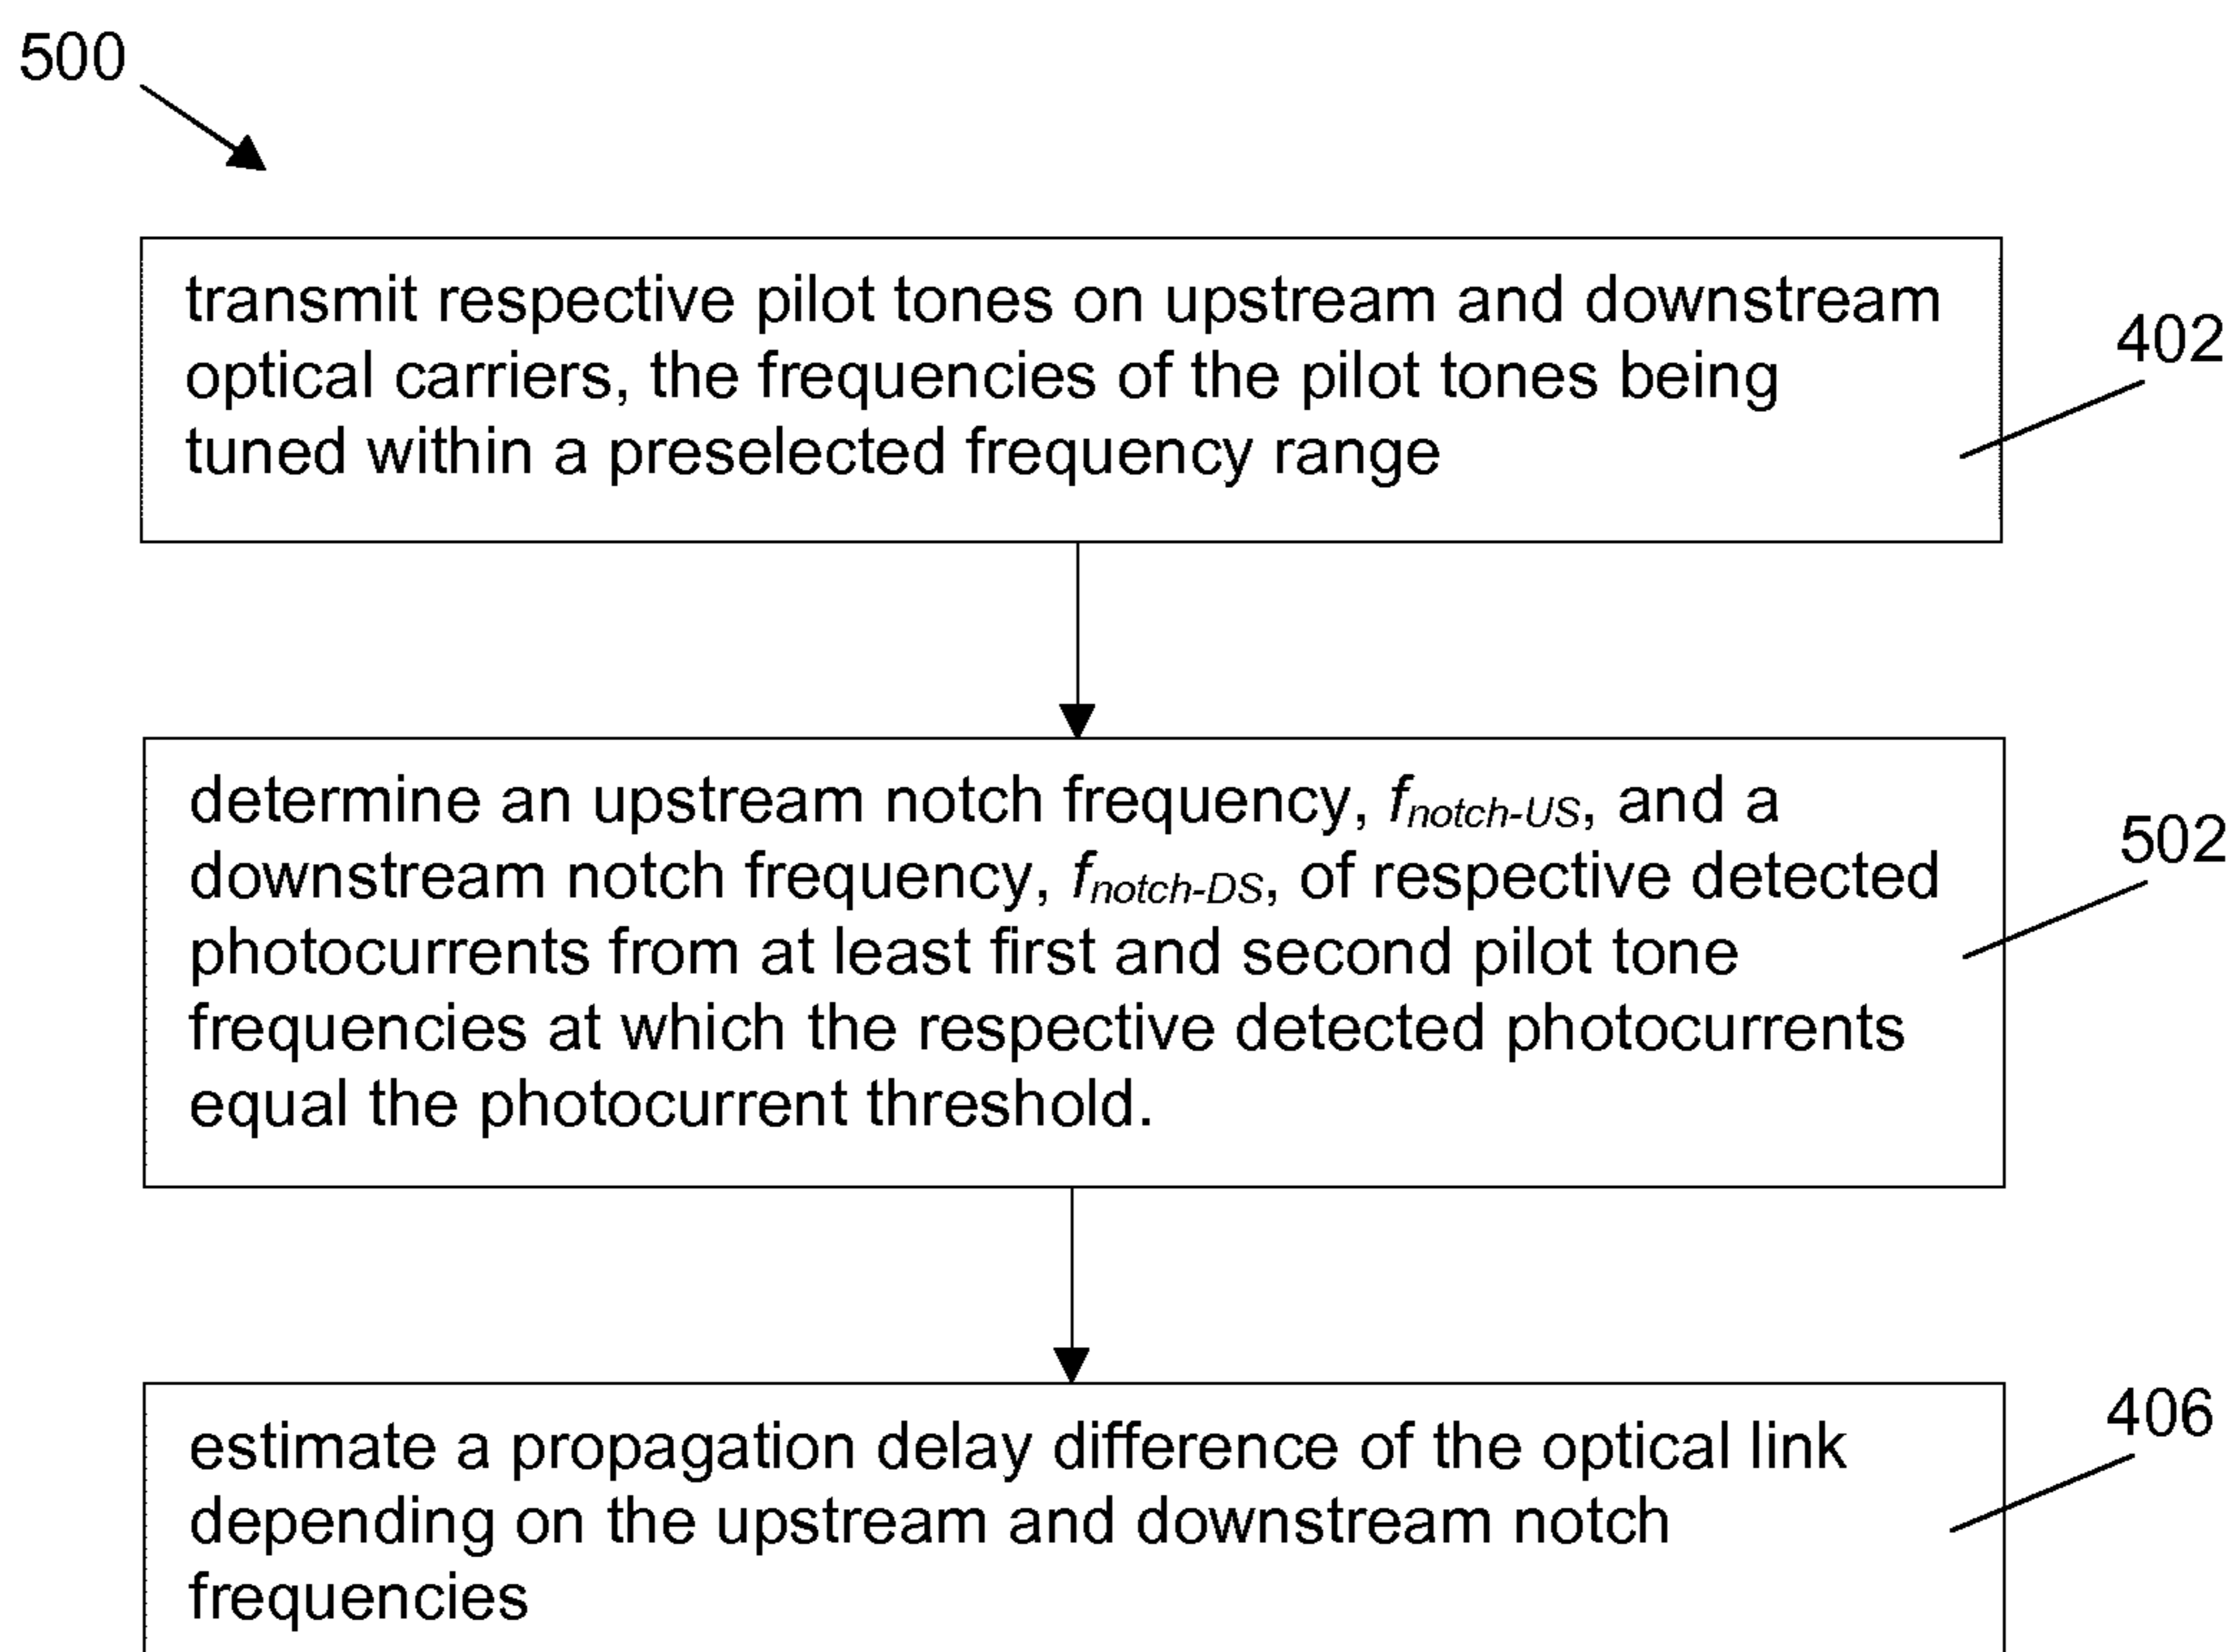 500
transmit respective pilot tones on upstream and downstream
optical carriers, the frequencies of the pilot tones being
tuned within a preselected frequency range
402
determine an upstream notch frequency, fnotch-US, and a
downstream notch frequency, fnotch-DS, of respective detected
photocurrents from at least first and second pilot tone
frequencies at which the respective detected photocurrents
equal the photocurrent threshold.
502
estimate a propagation delay difference of the optical link
depending on the upstream and downstream notch
frequencies
406